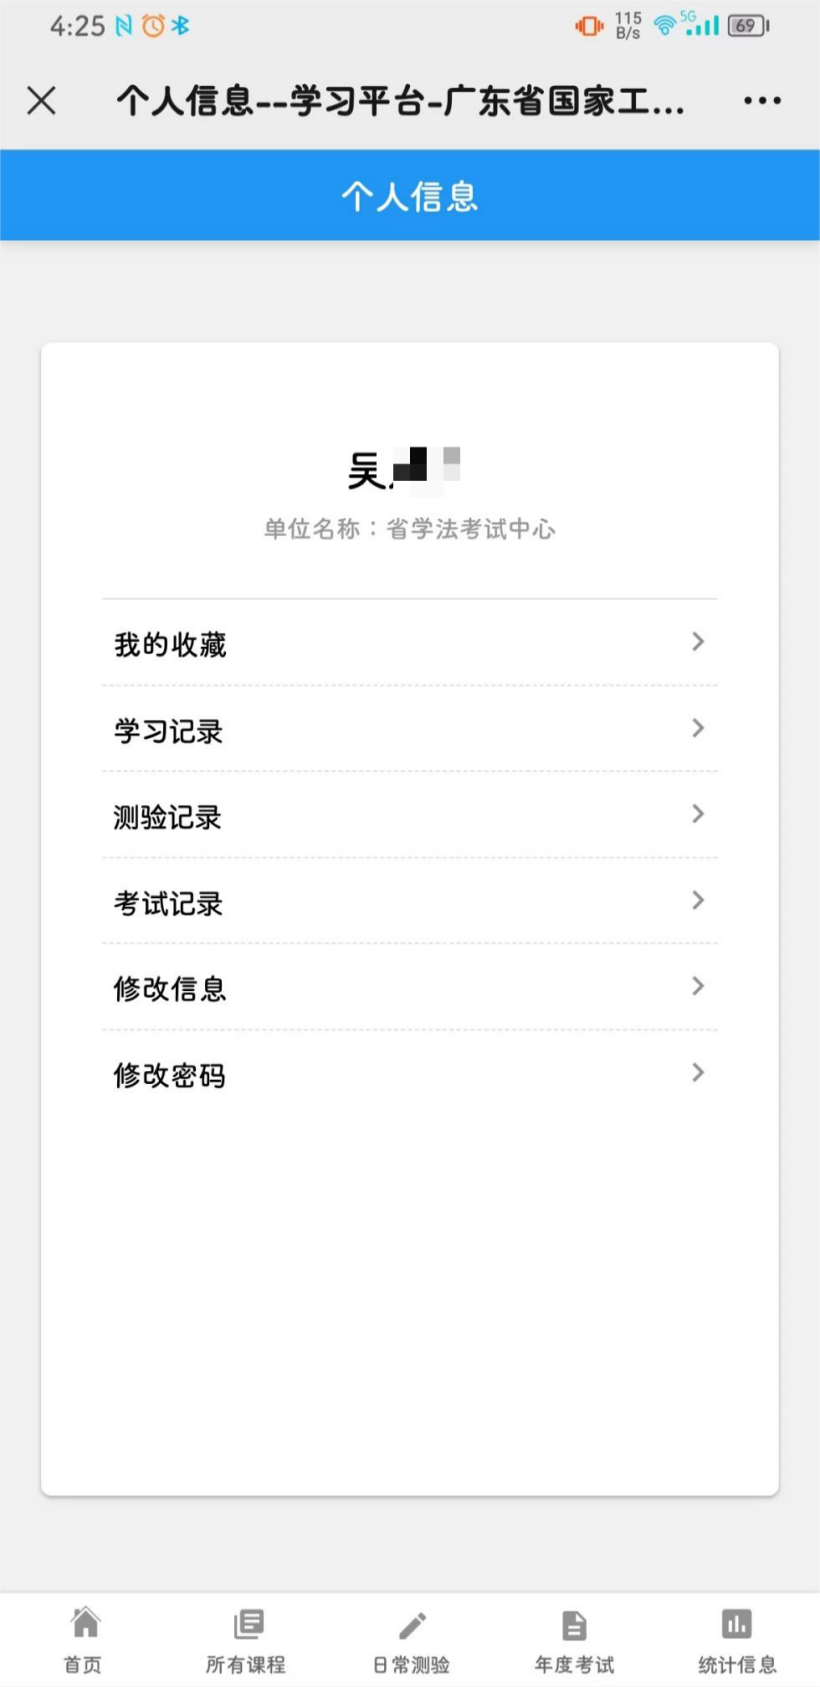 4:25 115 B/s 5G 69
个人信息--学习平台-广东省国家工...
个人信息
吴
单位名称：省学法考试中心
我的收藏
学习记录
测验记录
考试记录
修改信息
修改密码
首页 所有课程 日常测验 年度考试 统计信息